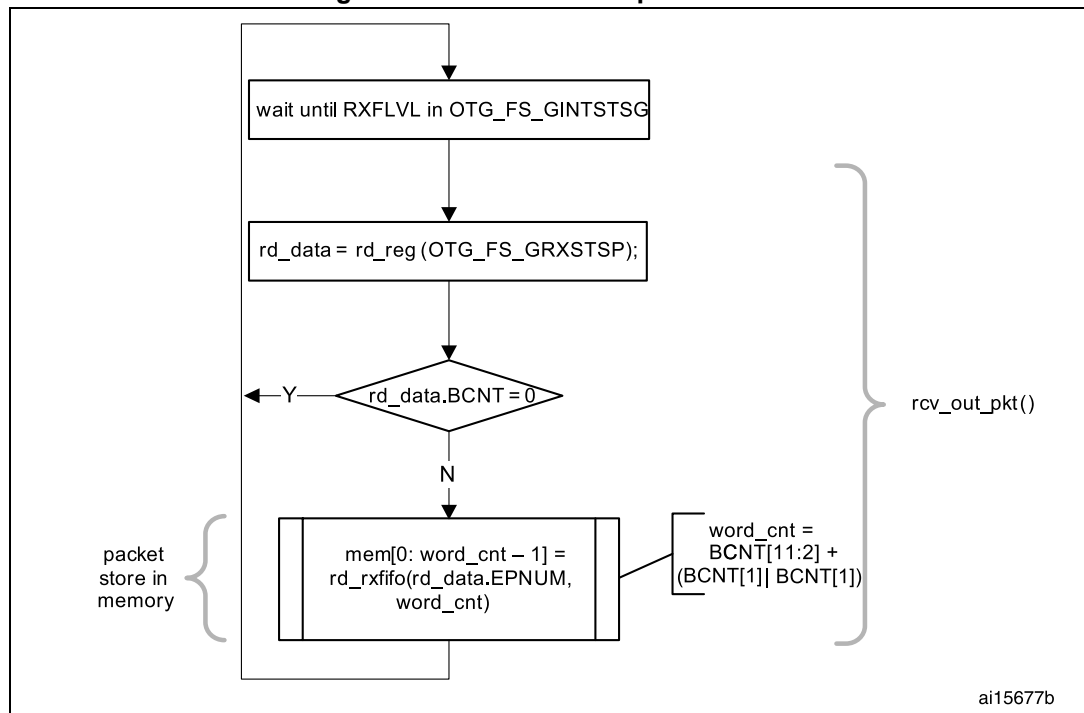 wait until RXFLVL in OTG_FS_GINTSTSG
rd_data = rd_reg (OTG_FS_GRXSTSP);
rd_data.BCNT = 0
Y
rcv_out_pkt()
N
packet
store in
memory
mem[0: word_cnt – 1] =
rd_rxfifo(rd_data.EPNUM,
word_cnt)
word_cnt =
BCNT[11:2] +
(BCNT[1] | BCNT[1])
ai15677b